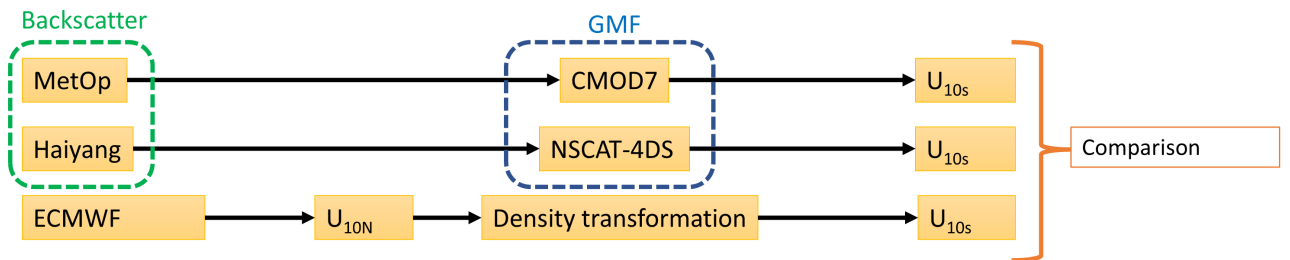 Backscatter
GMF
MetOp
CMOD7
U10s
Haiyang
NSCAT-4DS
U10s
Comparison
ECMWF
U10N
Density transformation
U10s